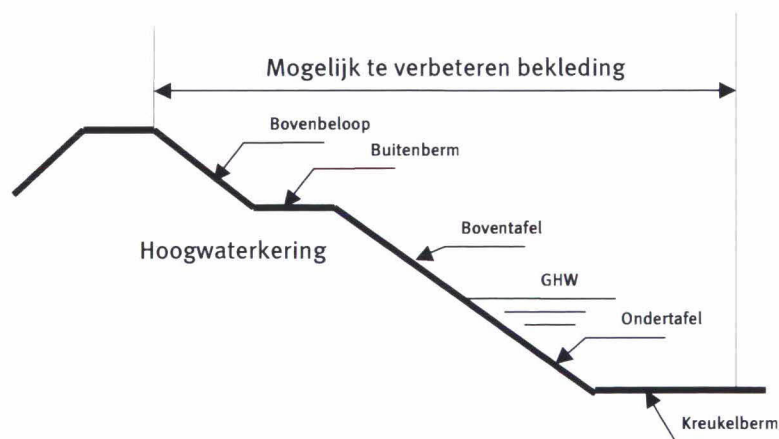 Mogelijk te verbeteren bekleding
Bovenbeloop
Buitenberm
Boventafel
Hoogwaterkering
GHW
Ondertafel
Kreukelberm